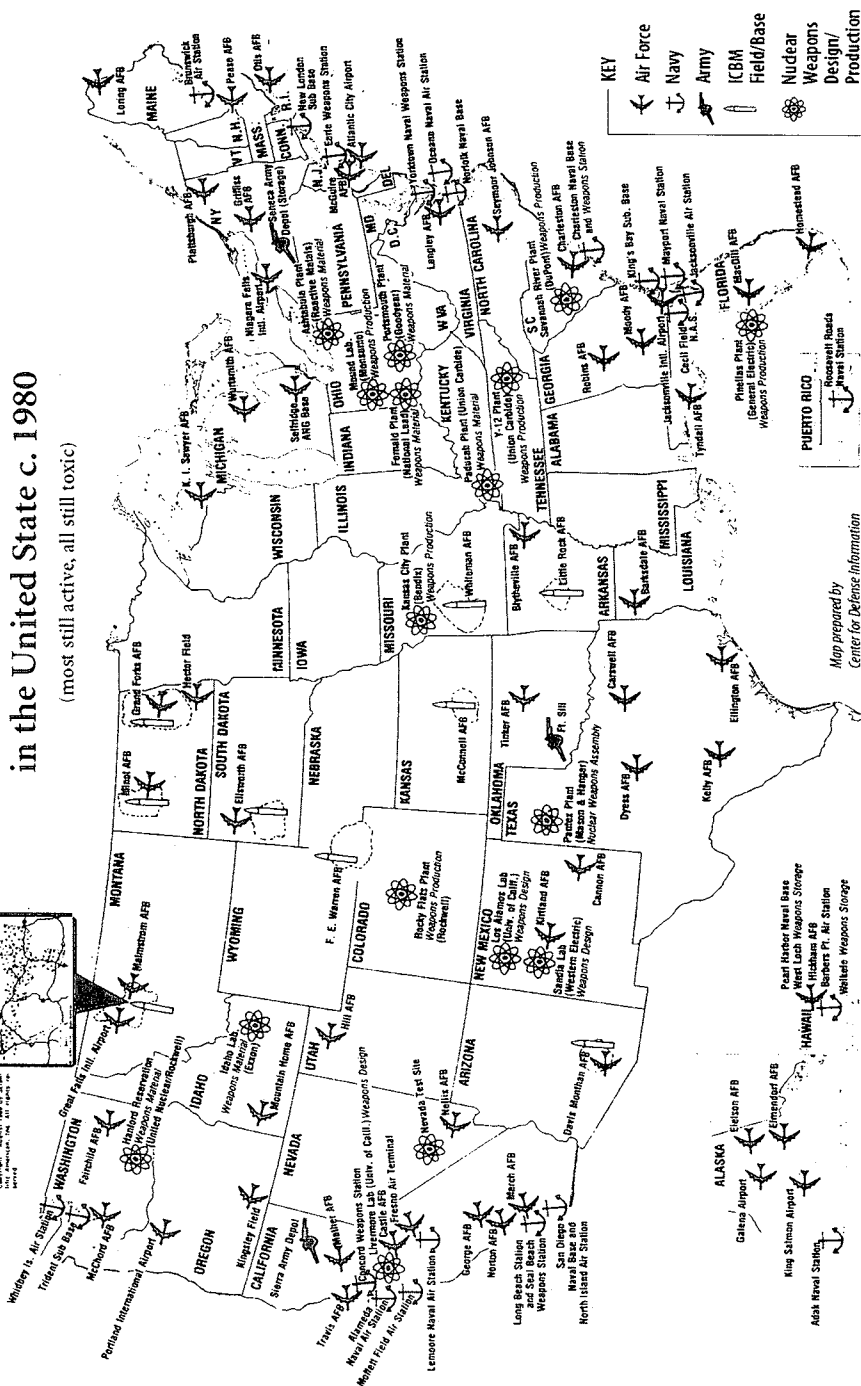 in the United State c. 1980
(most still active, all still toxic)
Whidbey Is. Air Station
Trident Sub Base
McChord AFB
Portland International Airport
WASHINGTON
Fairchild AFB
Hanford Reservation
Weapons Material
(United Nuclear/Rockwell)
OREGON
Kingsley Field
Great Falls Intl. Airport
Malmstrom AFB
MONTANA
IDAHO
Idaho Lab.
Weapons Material
(Exxon)
Mountain Home AFB
WYOMING
F. E. Warren AFB
NEVADA
UTAH
Hill AFB
CALIFORNIA
Sierra Army Depot
Mather AFB
Travis AFB
Concord Weapons Station
Livermore Lab (Univ. of Calif.) Weapons Design
Castle AFB
Fresno Air Terminal
Alameda
Naval Air Station
Moffett Field Air Station
Lemoore Naval Air Station
Nevada Test Site
Nellis AFB
George AFB
Norton AFB
March AFB
Long Beach Station
and Seal Beach
Weapons Station
San Diego
Naval Base and
North Island Air Station
ARIZONA
Davis Monthan AFB
COLORADO
Rocky Flats Plant
Weapons Production
(Rockwell)
NEW MEXICO
Los Alamos Lab
(Univ. of Calif.)
Weapons Design
Kirtland AFB
Sandia Lab
(Western Electric)
Weapons Design
Cannon AFB
Minot AFB
Grand Forks AFB
Hector Field
NORTH DAKOTA
SOUTH DAKOTA
Ellsworth AFB
NEBRASKA
KANSAS
McConnell AFB
OKLAHOMA
Tinker AFB
Ft. Sill
TEXAS
Pantex Plant
(Mason & Hanger)
Nuclear Weapons Assembly
Carswell AFB
Dyess AFB
Kelly AFB
Ellington AFB
MINNESOTA
IOWA
MISSOURI
Kansas City Plant
(Bendix)
Weapons Production
Whiteman AFB
ARKANSAS
Blytheville AFB
Little Rock AFB
LOUISIANA
Barksdale AFB
MISSISSIPPI
WISCONSIN
ILLINOIS
MICHIGAN
K. I. Sawyer AFB
Wurtsmith AFB
Selfridge
ANG Base
INDIANA
OHIO
Mound Lab.
(Monsanto)
Weapons Production
Fernald Plant
(National Lead)
Weapons Material
Portsmouth Plant
(Goodyear)
Weapons Material
Ashtabula Plant
(Reactive Metals)
Weapons Material
KENTUCKY
Paducah Plant (Union Carbide)
Weapons Material
TENNESSEE
Y-12 Plant
(Union Carbide)
Weapons Production
ALABAMA
GEORGIA
Robins AFB
Moody AFB
MAINE
Loring AFB
Brunswick
Air Station
Pease AFB
Otis AFB
VT
N.H.
MASS
CONN.
R.I.
New London
Sub Base
NY
Plattsburgh AFB
Griffiss
AFB
Seneca Army
Depot (Storage)
Niagara Falls
Intl. Airport
PENNSYLVANIA
(N.J.)
Earle Weapons Station
McGuire
AFB
Atlantic City Airport
MD
DEL
D.C.
W VA
VIRGINIA
Yorktown Naval Weapons Station
Oceana Naval Air Station
Norfolk Naval Base
Langley AFB
NORTH CAROLINA
Seymour Johnson AFB
S C
Savannah River Plant
(DuPont) Weapons Production
Charleston AFB
Charleston Naval Base
and Weapons Station
King's Bay Sub. Base
Mayport Naval Station
Jacksonville Air Station
Jacksonville Intl. Airport
Cecil Field
N.A.S.
FLORIDA
Tyndall AFB
MacDill AFB
Pinellas Plant
(General Electric)
Weapons Production
Homestead AFB
PUERTO RICO
Roosevelt Roads
Naval Station
ALASKA
Galena Airport
Eielson AFB
Elmendorf AFB
King Salmon Airport
Adak Naval Station
HAWAII
Pearl Harbor Naval Base
West Loch Weapons Storage
Hickham AFB
Barbers Pt. Air Station
Waikele Weapons Storage
KEY
Air Force
Navy
Army
ICBM
Field/Base
Nuclear
Weapons
Design/
Production
Map prepared by
Center for Defense Information